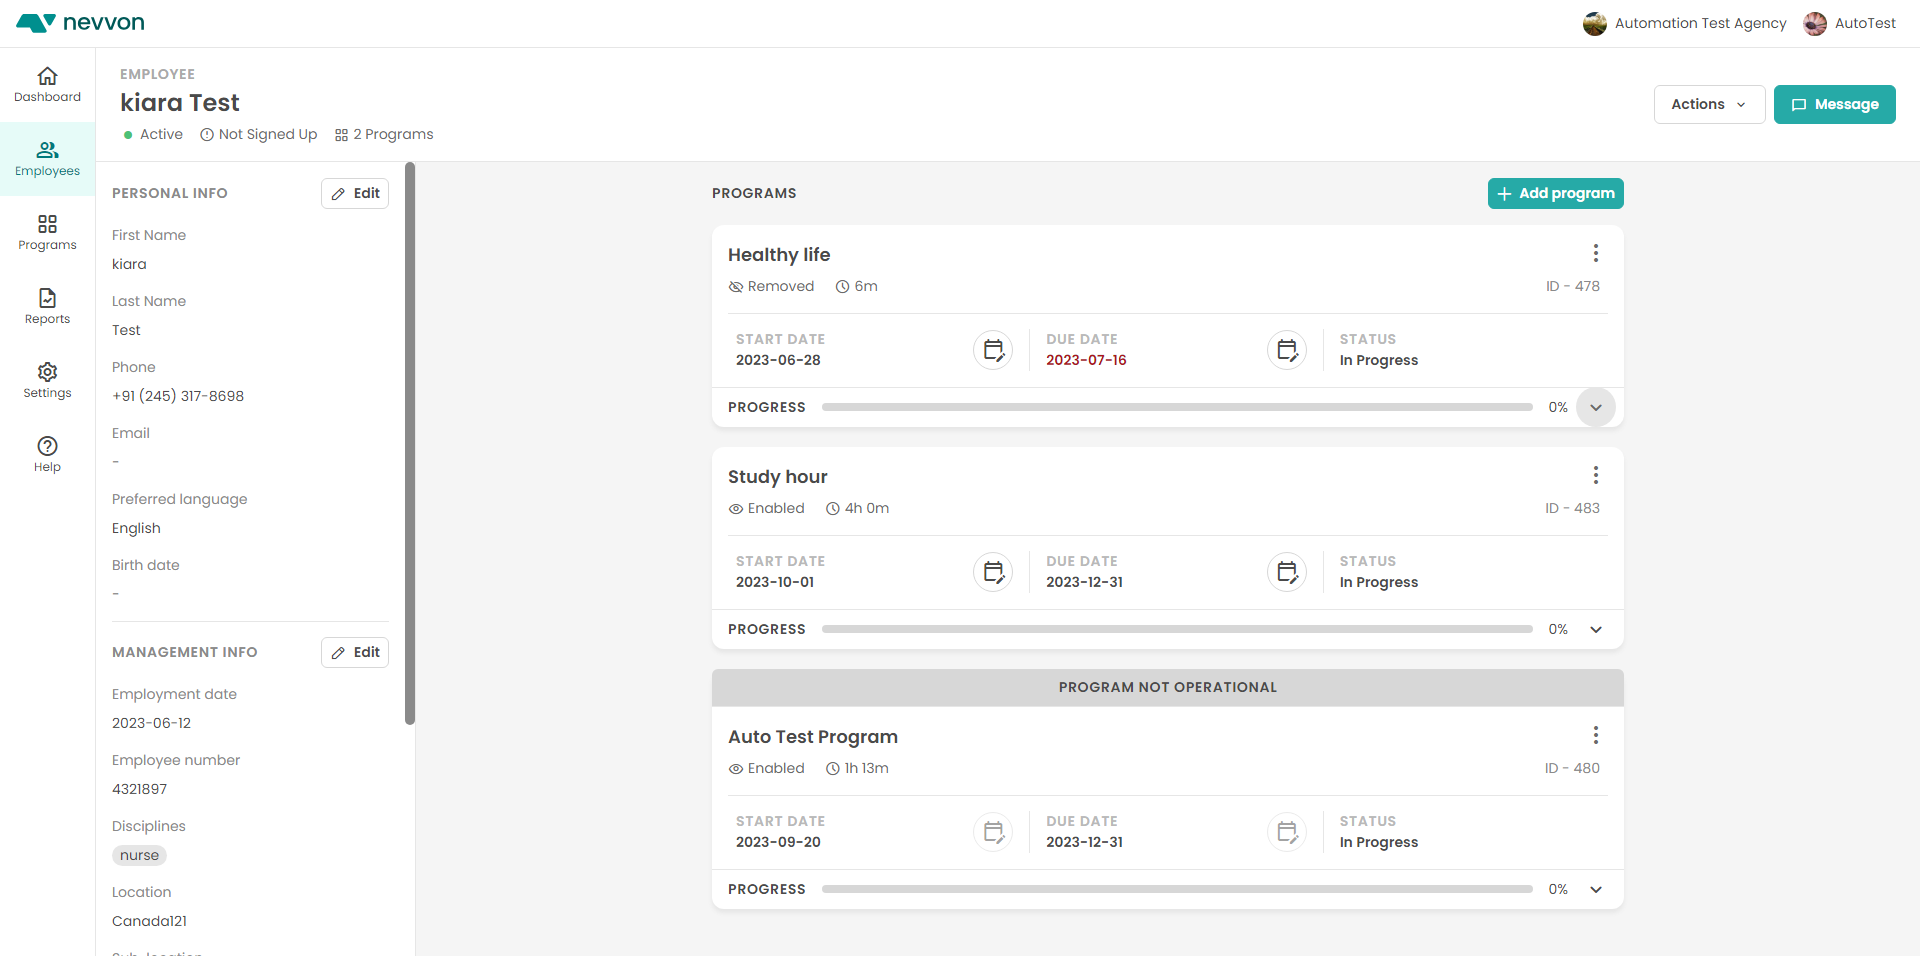 nevvon
Automation Test Agency
AutoTest
Dashboard
Employees
Programs
Reports
Settings
Help
EMPLOYEE
kiara Test
Active
Not Signed Up
2 Programs
Actions
Message
PERSONAL INFO
Edit
First Name
kiara
Last Name
Test
Phone
+91 (245) 317-8698
Email
-
Preferred language
English
Birth date
-
MANAGEMENT INFO
Edit
Employment date
2023-06-12
Employee number
4321897
Disciplines
nurse
Location
Canada121
PROGRAMS
Add program
Healthy life
Removed
6m
ID - 478
START DATE
2023-06-28
DUE DATE
2023-07-16
STATUS
In Progress
PROGRESS
0%
Study hour
Enabled
4h 0m
ID - 483
START DATE
2023-10-01
DUE DATE
2023-12-31
STATUS
In Progress
PROGRESS
0%
PROGRAM NOT OPERATIONAL
Auto Test Program
Enabled
1h 13m
ID - 480
START DATE
2023-09-20
DUE DATE
2023-12-31
STATUS
In Progress
PROGRESS
0%